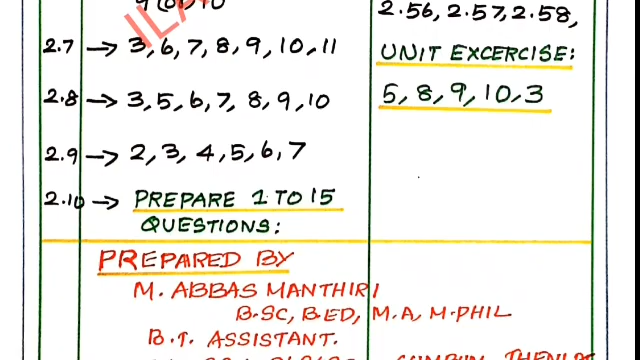 2.56, 2.57, 2.58,
2.7 → 3, 6, 7, 8, 9, 10, 11
2.8 → 3, 5, 6, 7, 8, 9, 10
2.9 → 2, 3, 4, 5, 6, 7
2.10 → PREPARE 1 TO 15
QUESTIONS:
UNIT EXCERCISE:
5, 8, 9, 10, 3
PREPARED BY
M. ABBAS MANTHIRI
B.SC, B.ED, M.A, M.PHIL
B.T. ASSISTANT.